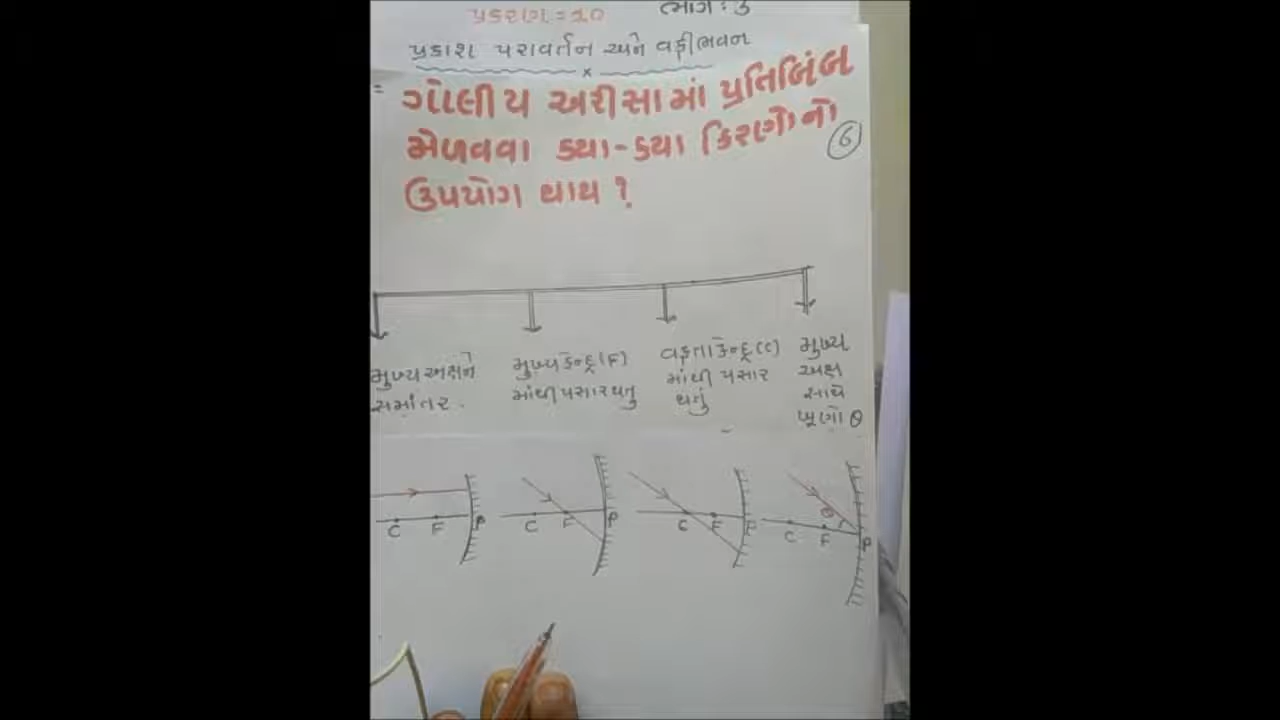 પ્રકરણ = 10
ભાગ : 3
પ્રકાશ પરાવર્તન અને વક્રીભવન
ગોલીય અરીસામાં પ્રતિબિંબ
મેળવવા ક્યા-ક્યા કિરણોનો
ઉપયોગ થાય ?
6
મુખ્ય અક્ષને
સમાંતર .
મુખ્યકેન્દ્ર (F)
માંથી પસાર થતુ
વક્રતાકેન્દ્ર (C)
માંથી પસાર
થતું
મુખ્ય
અક્ષ
સાથે
ખૂણો θ
C F P
C F P
C F P
θ
C F P